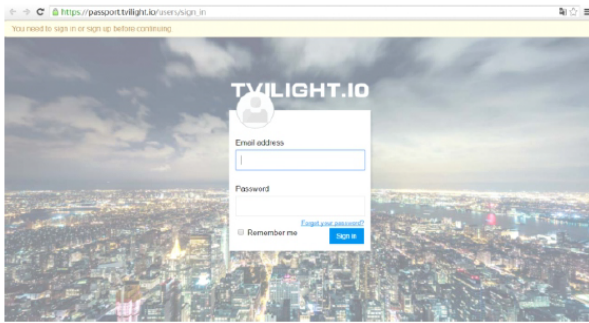 https://passport.tvilight.io/users/sign_in
You need to sign in or sign up before continuing.
TVILIGHT.IO
Email address
Password
Forgot your password?
Remember me
Sign in